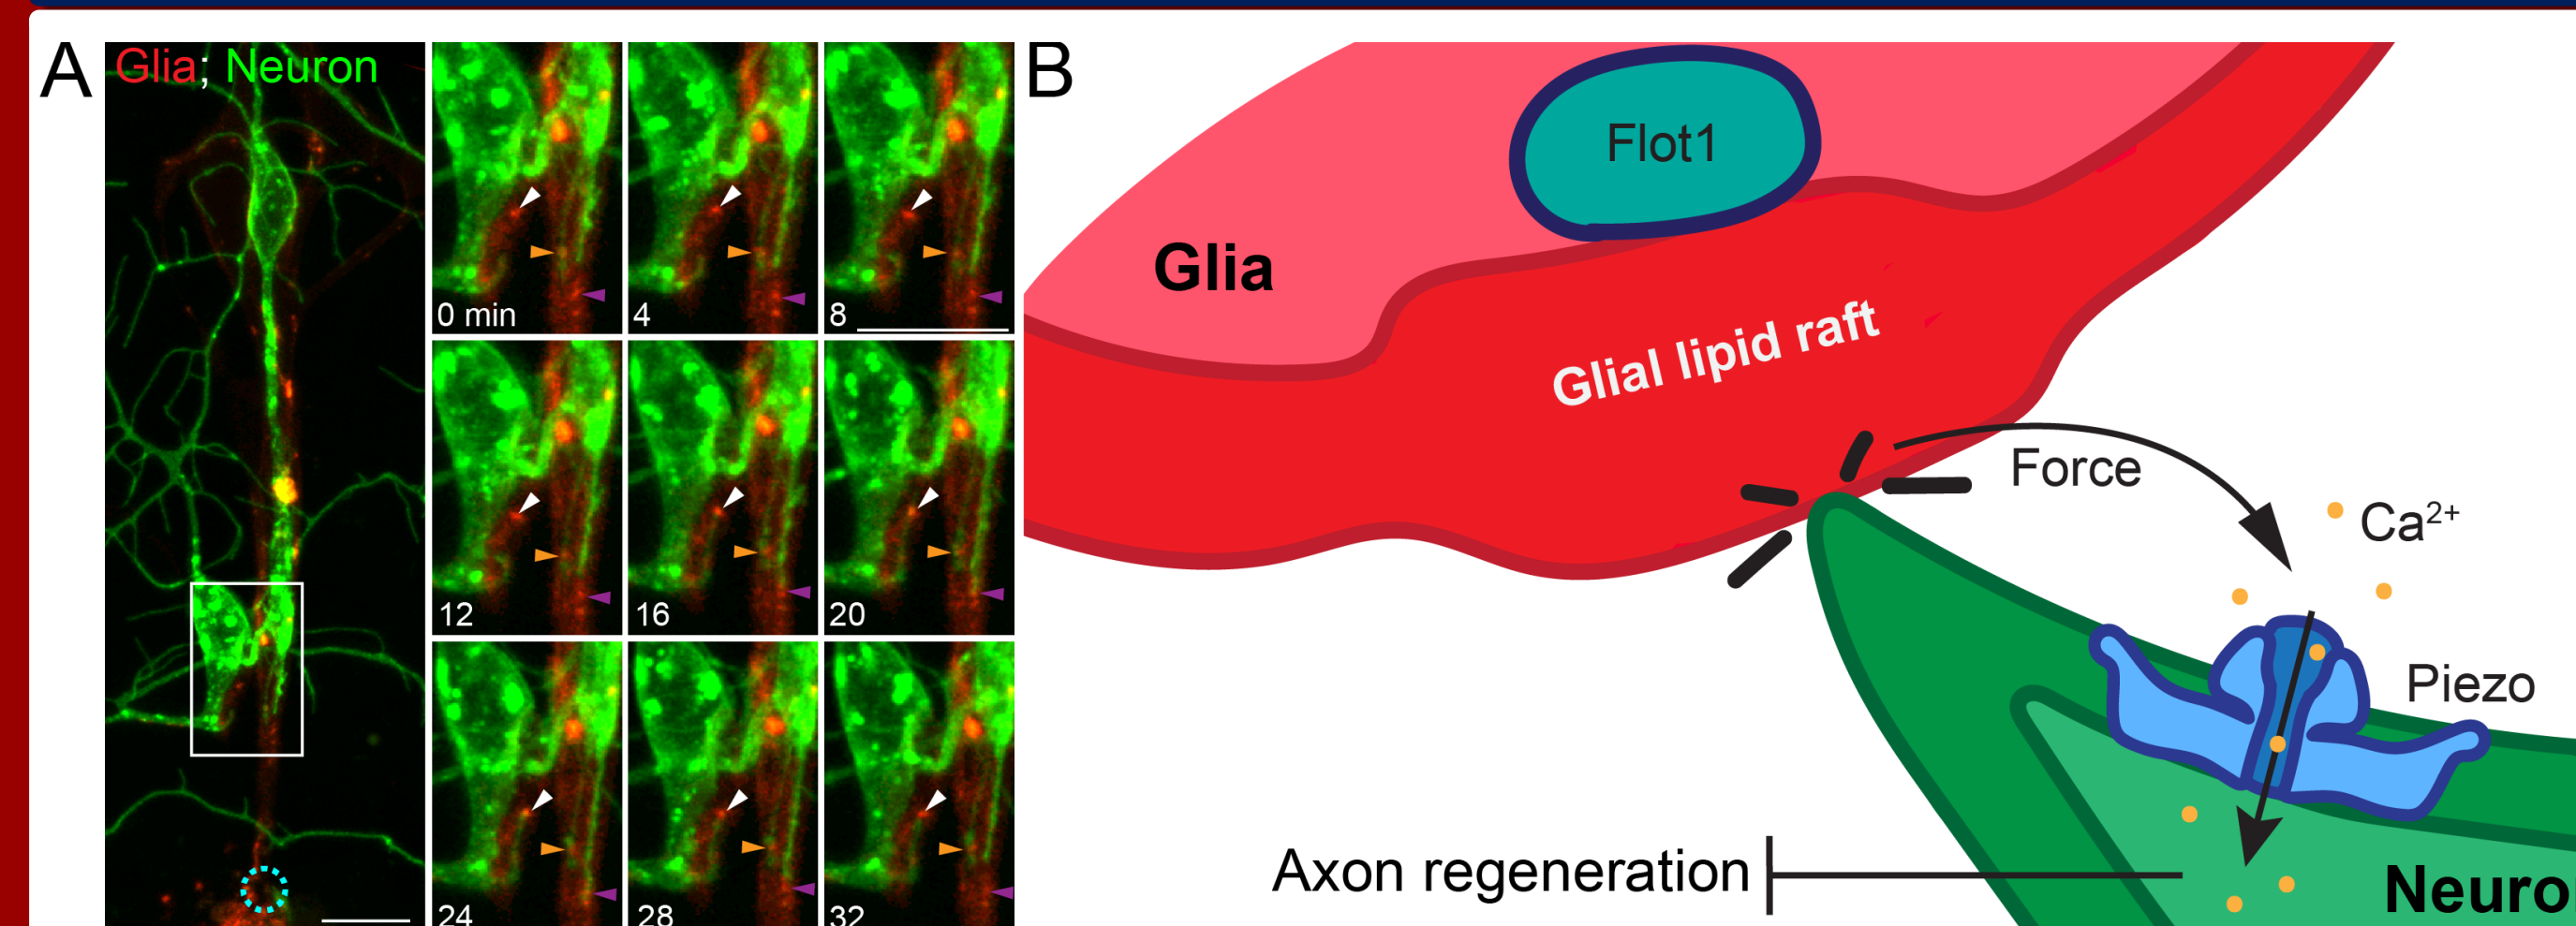 A
Glia; Neuron
0 min
4
8
12
16
20
24
28
32
B
Flot1
Glia
Glial lipid raft
Force
Ca²⁺
Piezo
Axon regeneration
Neuro